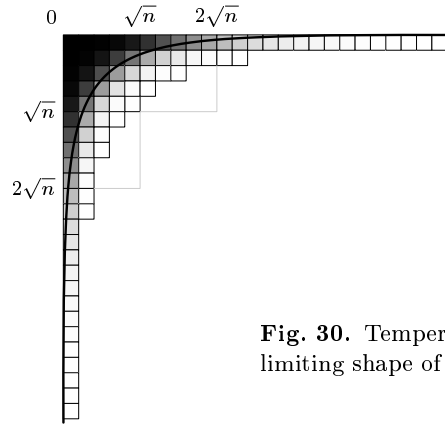 0 √n 2√n
√n
2√n
Fig. 30. Temper
limiting shape of